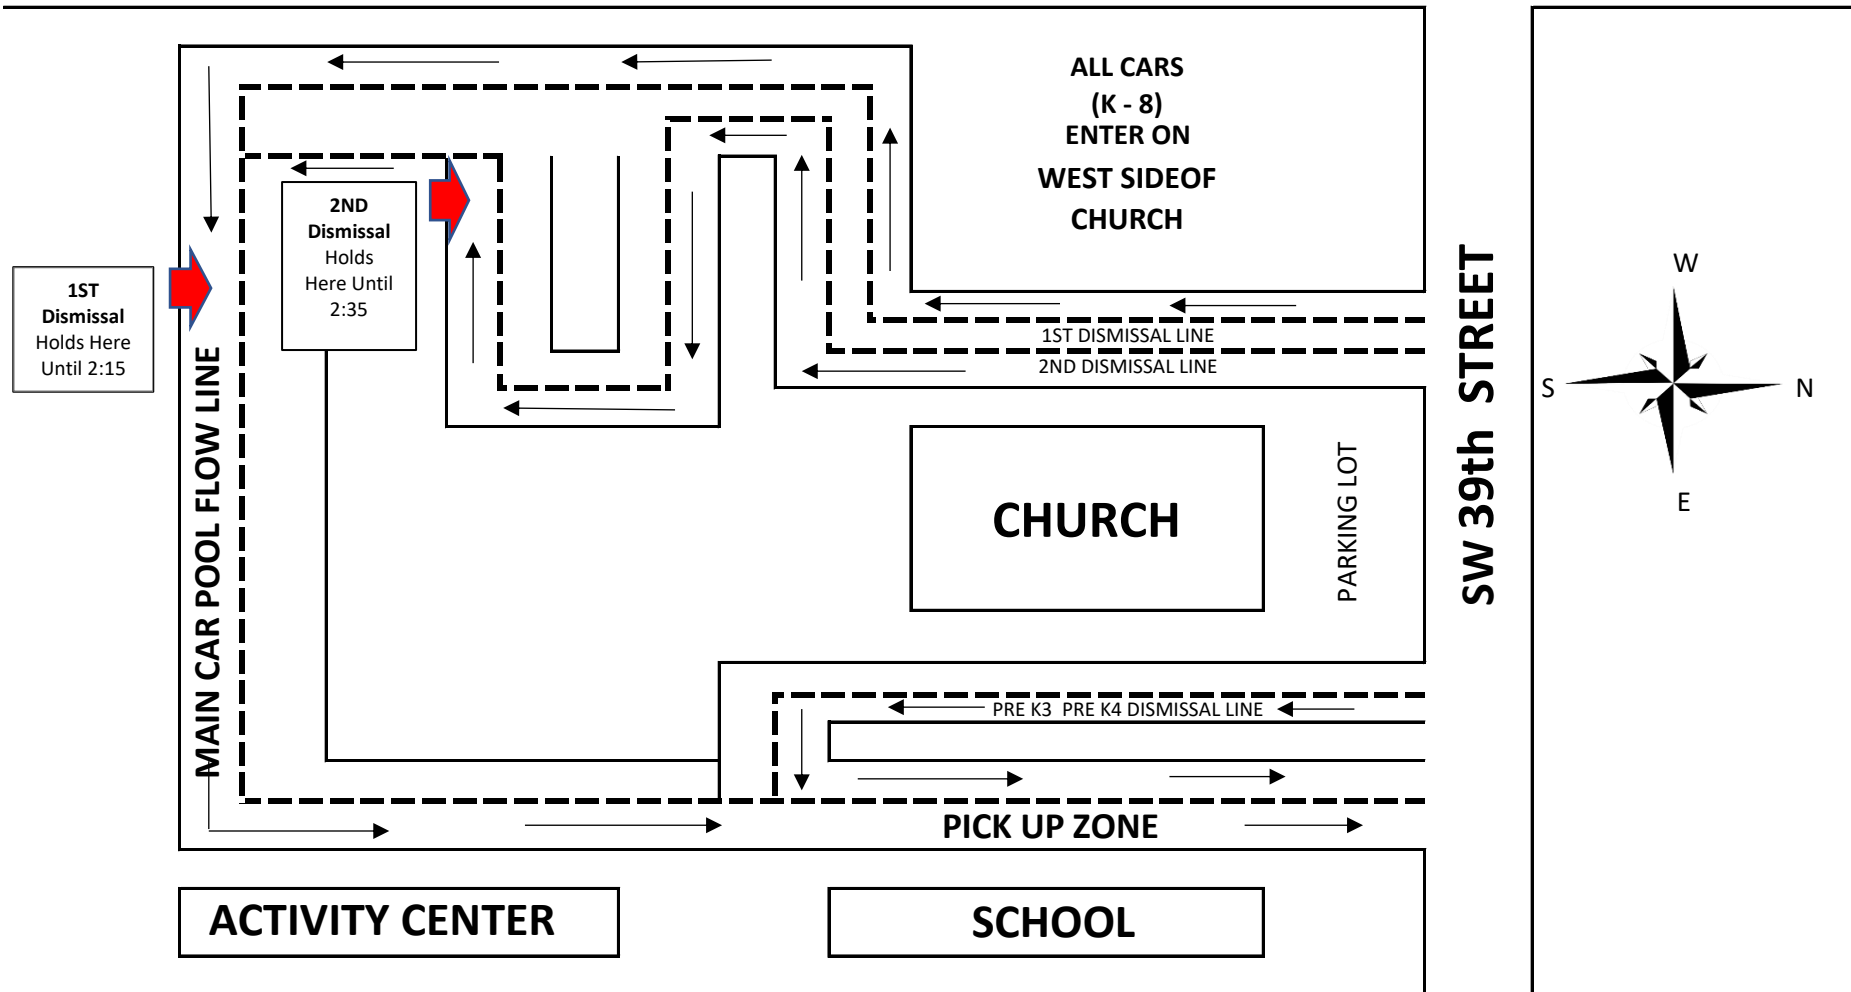 ALL CARS
(K - 8)
ENTER ON
WEST SIDEOF
CHURCH
2ND
Dismissal
Holds
Here Until
2:35
1ST
Dismissal
Holds Here
Until 2:15
MAIN CAR POOL FLOW LINE
1ST DISMISSAL LINE
2ND DISMISSAL LINE
SW 39th STREET
W
S
N
E
CHURCH
PARKING LOT
PRE K3 PRE K4 DISMISSAL LINE
PICK UP ZONE
ACTIVITY CENTER
SCHOOL